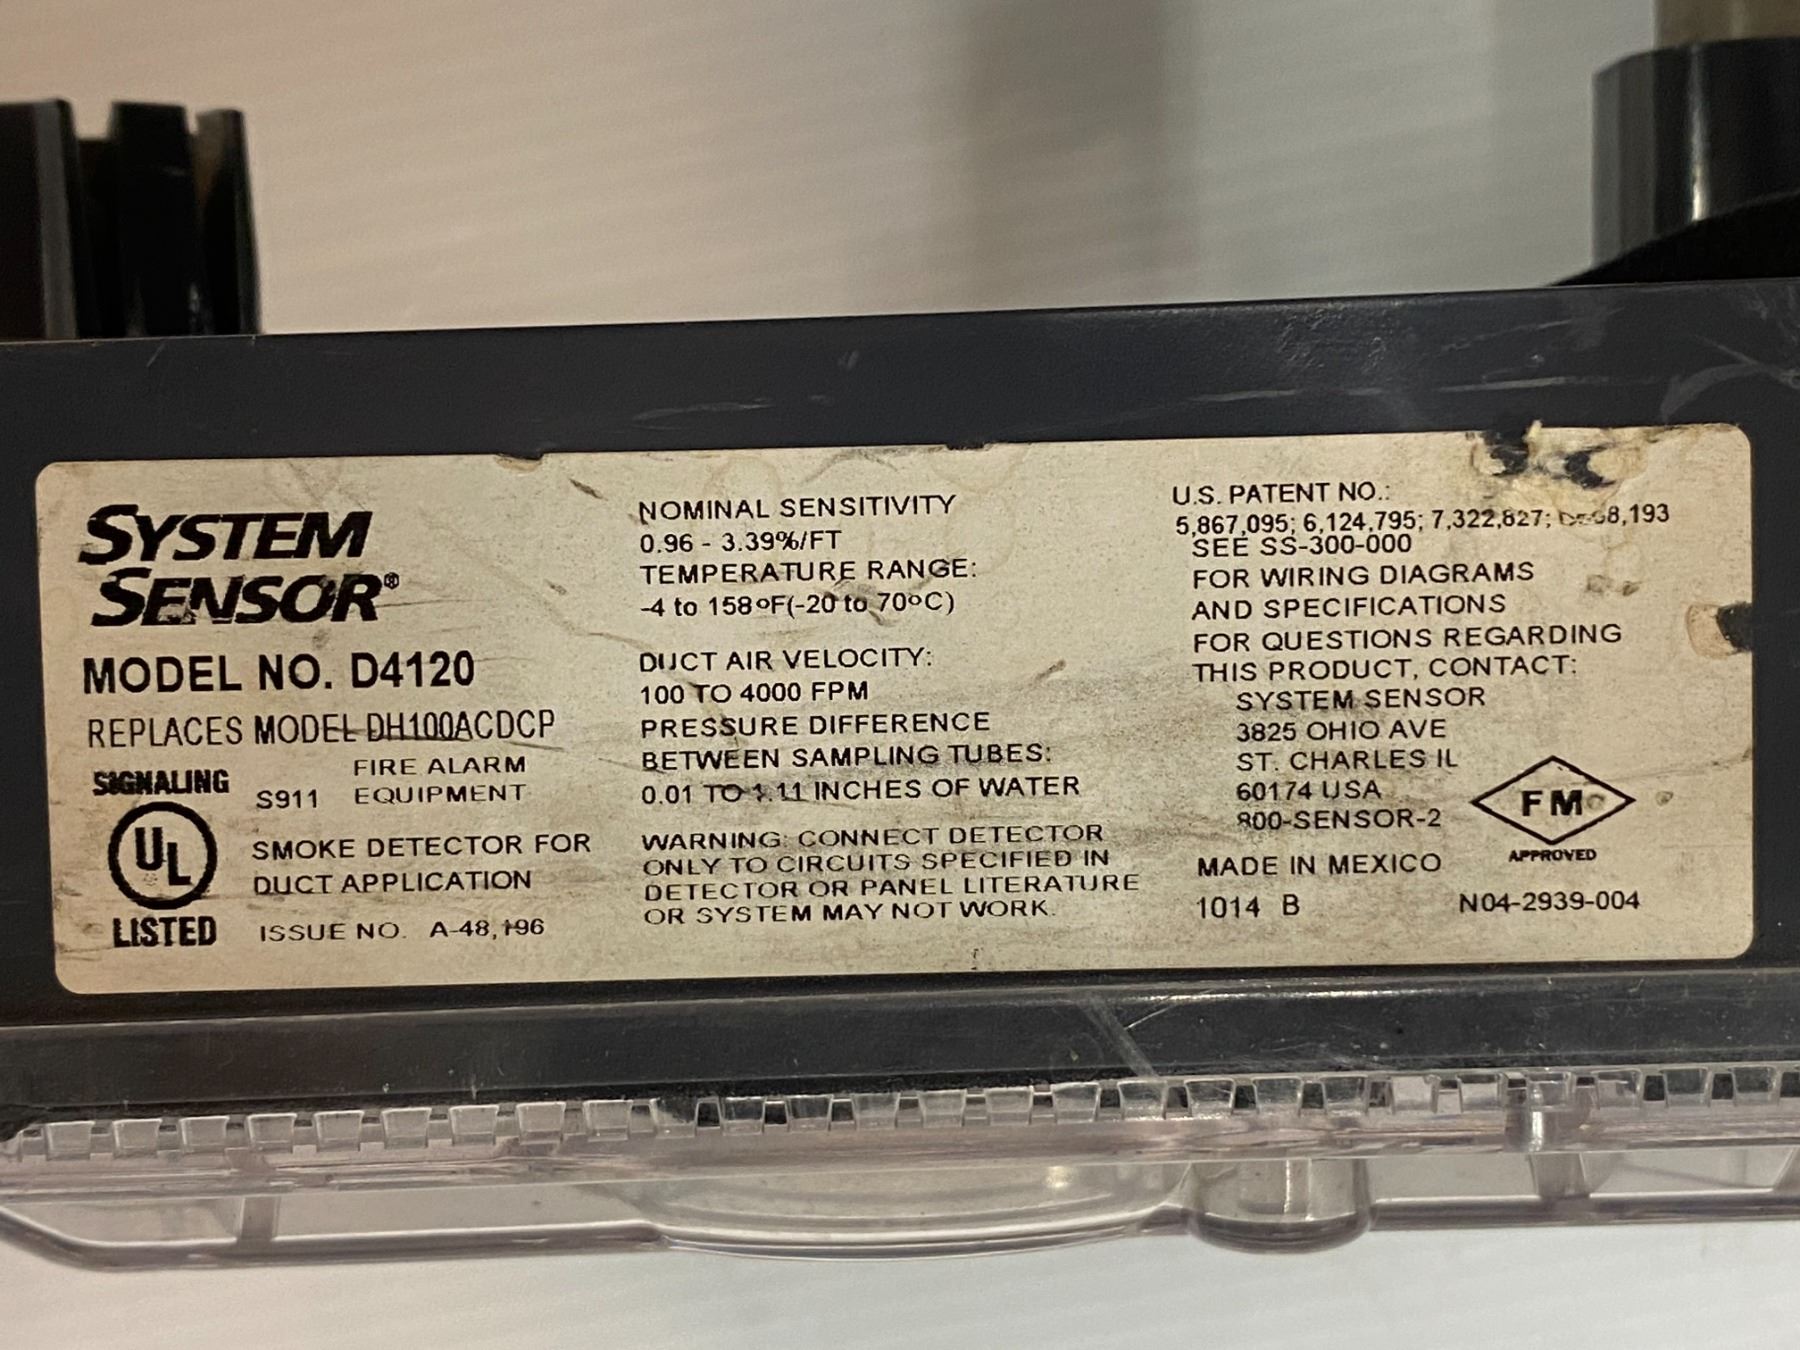 SYSTEM
SENSOR®
MODEL NO. D4120
REPLACES MODEL DH100ACDCP
SIGNALING
UL
LISTED
S911
FIRE ALARM
EQUIPMENT
SMOKE DETECTOR FOR
DUCT APPLICATION
ISSUE NO. A-48,196
NOMINAL SENSITIVITY
0.96 - 3.39%/FT
TEMPERATURE RANGE:
-4 to 158ºF(-20 to 70ºC)
DUCT AIR VELOCITY:
100 TO 4000 FPM
PRESSURE DIFFERENCE
BETWEEN SAMPLING TUBES:
0.01 TO 1.11 INCHES OF WATER
WARNING: CONNECT DETECTOR
ONLY TO CIRCUITS SPECIFIED IN
DETECTOR OR PANEL LITERATURE
OR SYSTEM MAY NOT WORK.
U.S. PATENT NO.:
5,867,095; 6,124,795; 7,322,827;
SEE SS-300-000
FOR WIRING DIAGRAMS
AND SPECIFICATIONS
FOR QUESTIONS REGARDING
THIS PRODUCT, CONTACT:
SYSTEM SENSOR
3825 OHIO AVE
ST. CHARLES IL
60174 USA
800-SENSOR-2
FM
APPROVED
MADE IN MEXICO
1014 B
N04-2939-004